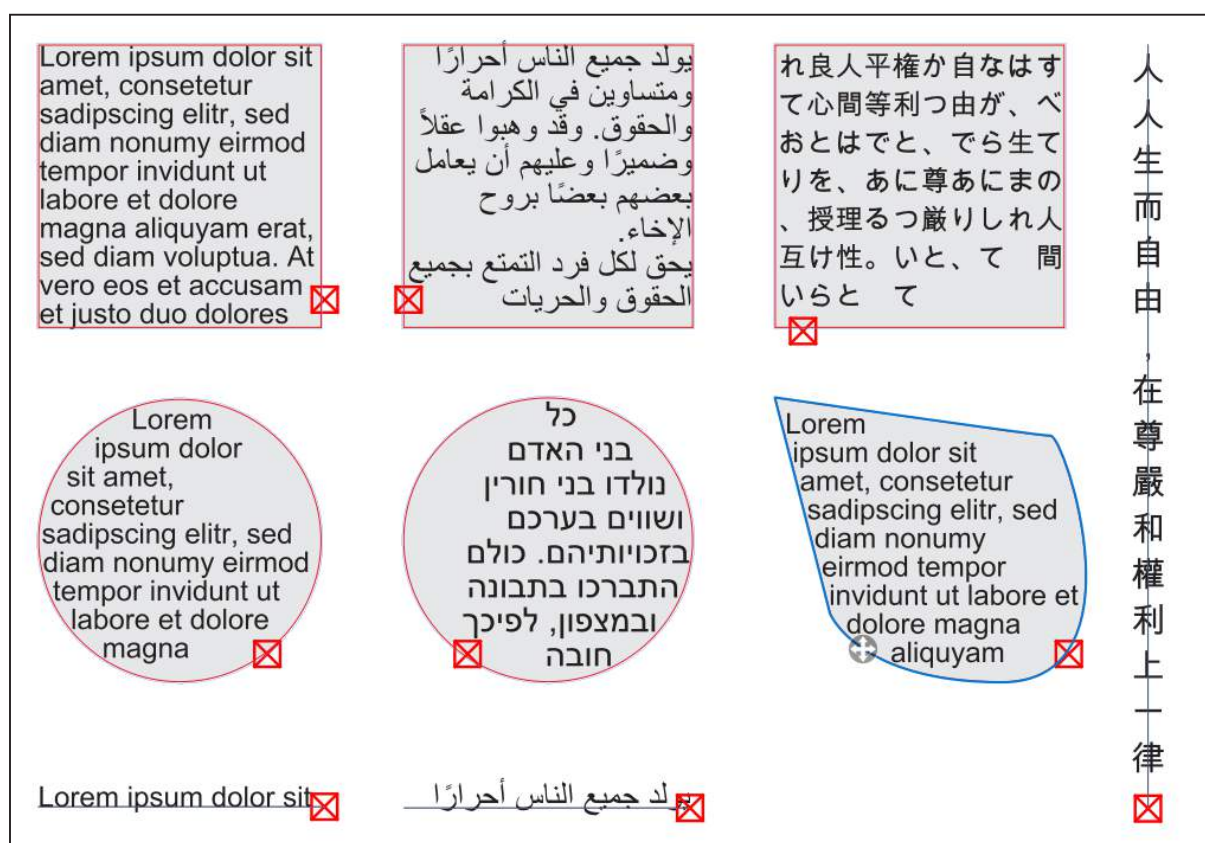 Lorem ipsum dolor sit
amet, consetetur
sadipscing elitr, sed
diam nonumy eirmod
tempor invidunt ut
labore et dolore
magna aliquyam erat,
sed diam voluptua. At
vero eos et accusam
et justo duo dolores
يولد جميع الناس أحرارًا
ومتساوين في الكرامة
والحقوق. وقد وهبوا عقلاً
وضميرًا وعليهم أن يعامل
بعضهم بعضًا بروح
الإخاء.
يحق لكل فرد التمتع بجميع
الحقوق والحريات
すべての人間
は、生まれ
ながらにして
自由であり、
かつ、尊厳と
権利とについて
平等である。
人間は、理性と
良心とを授けら
れており、互い
人人生而自由,在尊嚴和權利上一律
Lorem
ipsum dolor
sit amet,
consetetur
sadipscing elitr, sed
diam nonumy eirmod
tempor invidunt ut
labore et dolore
magna
כל
בני האדם
נולדו בני חורין
ושווים בערכם
בזכויותיהם. כולם
התברכו בתבונה
ובמצפון, לפיכך
חובה
Lorem
ipsum dolor sit
amet, consetetur
sadipscing elitr, sed
diam nonumy
eirmod tempor
invidunt ut labore et
dolore magna
aliquyam
Lorem ipsum dolor sit
يولد جميع الناس أحرارًا